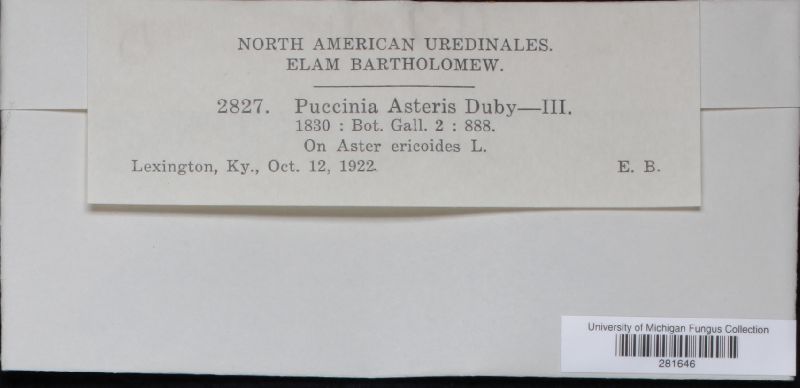 NORTH AMERICAN UREDINALES.
ELAM BARTHOLOMEW.
2827. Puccinia Asteris Duby—III.
1830 : Bot. Gall. 2 : 888.
On Aster ericoides L.
Lexington, Ky., Oct. 12, 1922. E. B.
University of Michigan Fungus Collection
281646